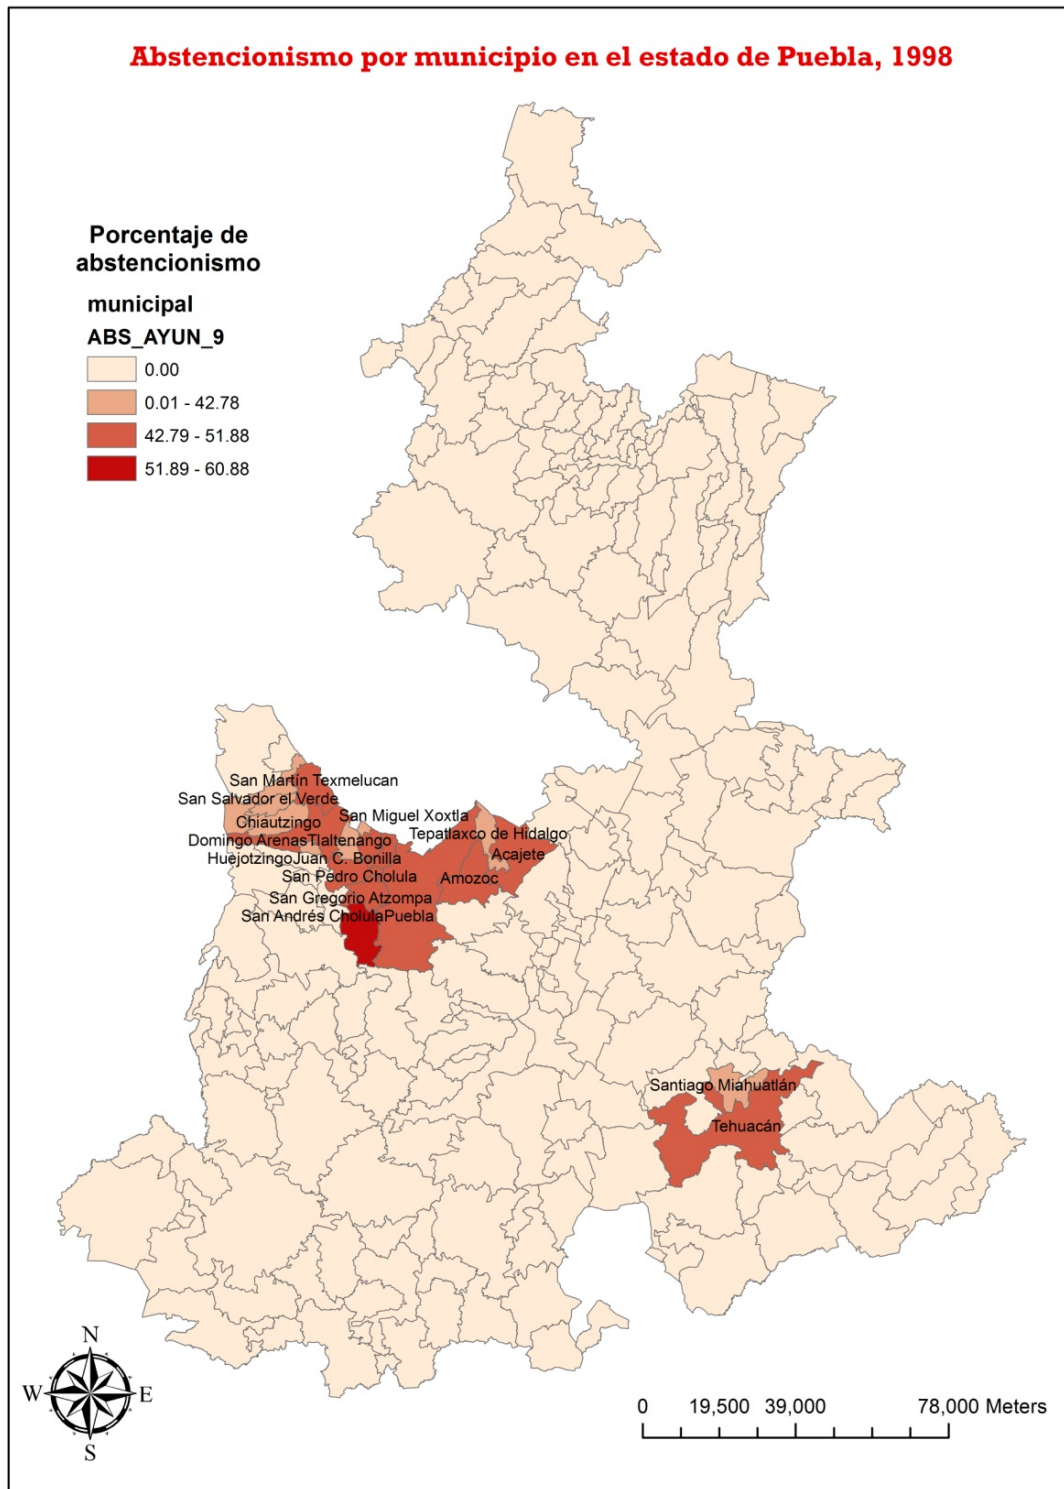 Abstencionismo por municipio en el estado de Puebla, 1998
Porcentaje de
abstencionismo
municipal
ABS_AYUN_9
0.00
0.01 - 42.78
42.79 - 51.88
51.89 - 60.88
San Martín Texmelucan
San Salvador el Verde
San Miguel Xoxtla
Chiautzingo
Tepatlaxco de Hidalgo
Domingo ArenasTlaltenango
Acajete
HuejotzingoJuan C. Bonilla
San Pedro Cholula
Amozoc
San Gregorio Atzompa
San Andrés CholulaPuebla
Santiago Miahuatlán
Tehuacán
N
W E
S
0 19,500 39,000 78,000 Meters